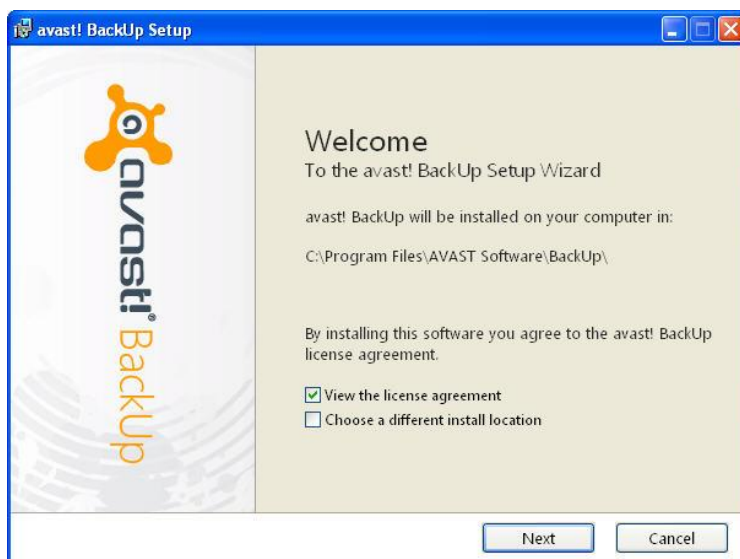 avast! BackUp Setup
avast! BackUp
Welcome
To the avast! BackUp Setup Wizard
avast! BackUp will be installed on your computer in:
C:\Program Files\AVAST Software\BackUp\
By installing this software you agree to the avast! BackUp
license agreement.
View the license agreement
Choose a different install location
Next
Cancel